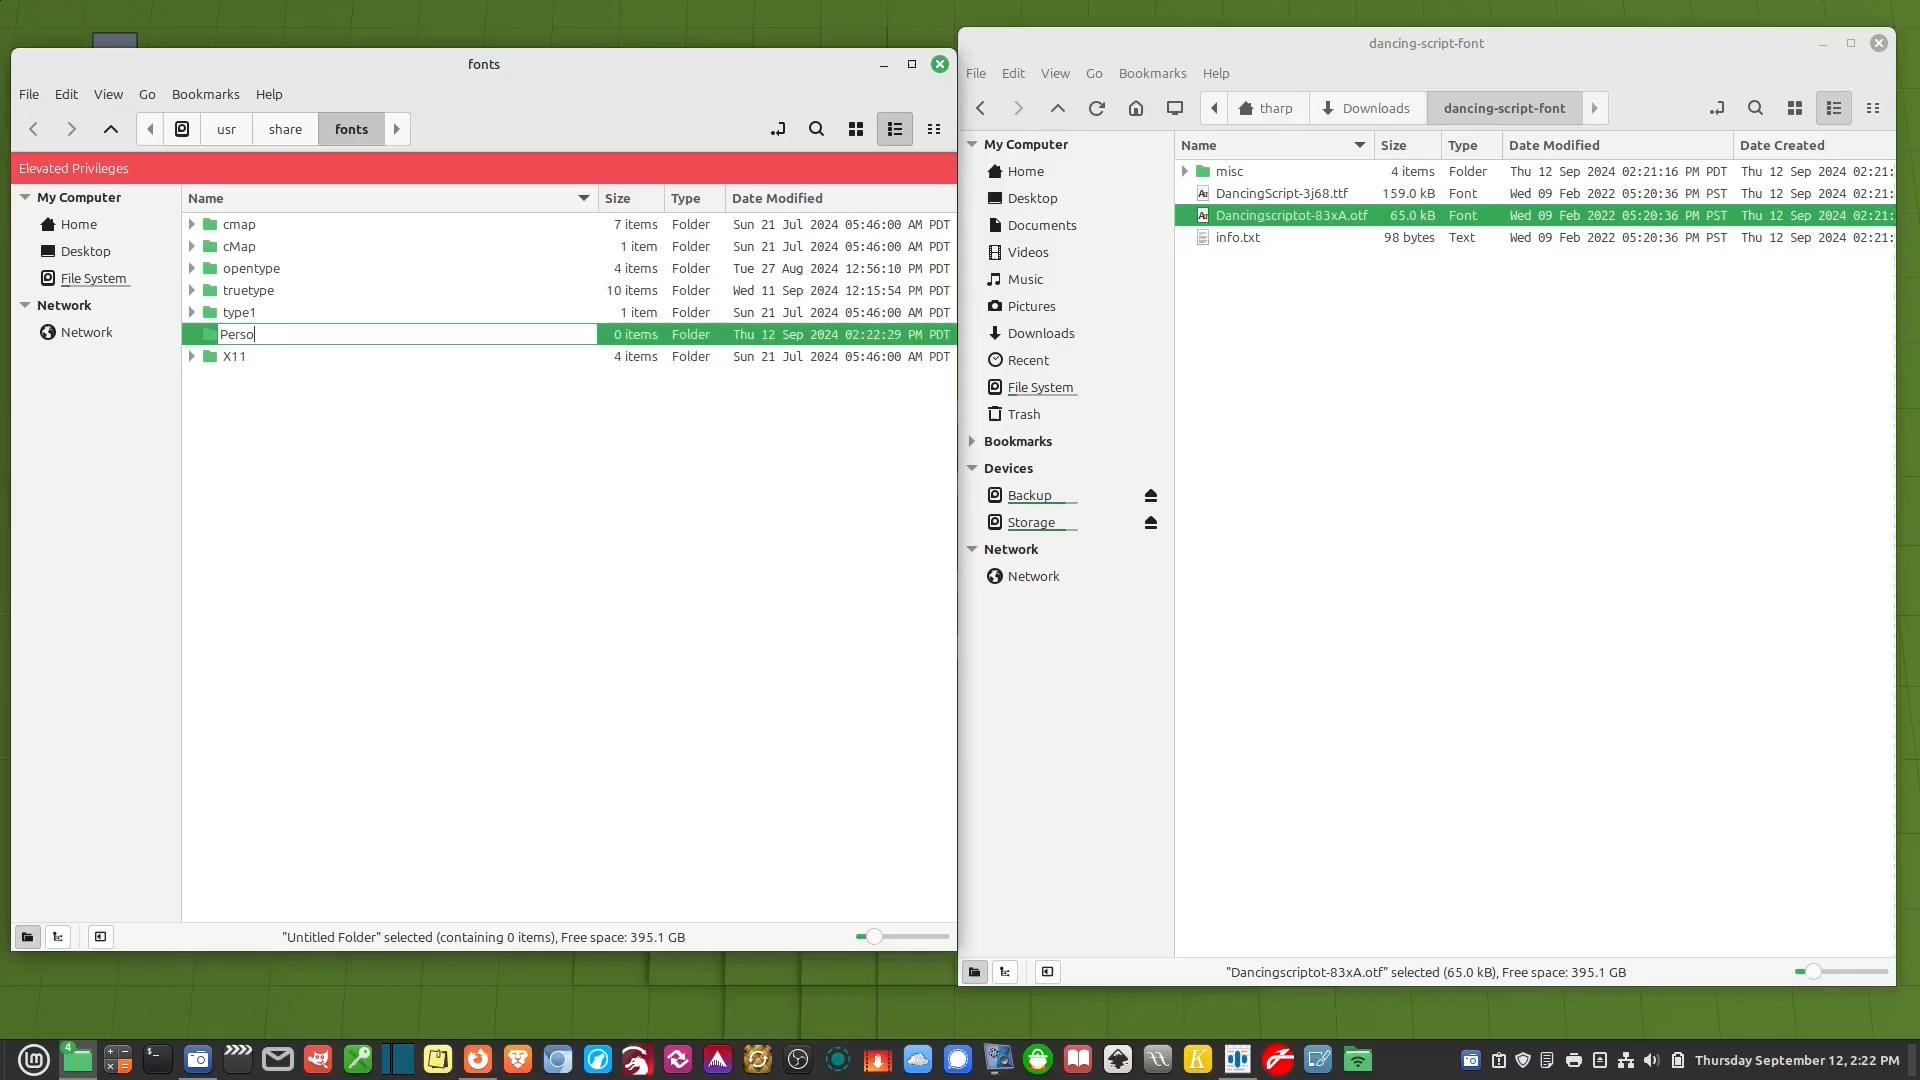 fonts
File Edit View Go Bookmarks Help
usr share fonts
Elevated Privileges
My Computer
Home
Desktop
File System
Network
Network
Name Size Type Date Modified
cmap 7 items Folder Sun 21 Jul 2024 05:46:00 AM PDT
cMap 1 item Folder Sun 21 Jul 2024 05:46:00 AM PDT
opentype 4 items Folder Tue 27 Aug 2024 12:56:10 PM PDT
truetype 10 items Folder Wed 11 Sep 2024 12:15:54 PM PDT
type1 1 item Folder Sun 21 Jul 2024 05:46:00 AM PDT
Perso 0 items Folder Thu 12 Sep 2024 02:22:29 PM PDT
X11 4 items Folder Sun 21 Jul 2024 05:46:00 AM PDT
"Untitled Folder" selected (containing 0 items), Free space: 395.1 GB
dancing-script-font
File Edit View Go Bookmarks Help
tharp Downloads dancing-script-font
My Computer
Home
Desktop
Documents
Videos
Music
Pictures
Downloads
Recent
File System
Trash
Bookmarks
Devices
Backup
Storage
Network
Network
Name Size Type Date Modified Date Created
misc 4 items Folder Thu 12 Sep 2024 02:21:16 PM PDT Thu 12 Sep 2024 02:21:
DancingScript-3j68.ttf 159.0 kB Font Wed 09 Feb 2022 05:20:36 PM PST Thu 12 Sep 2024 02:21:
Dancingscriptot-83xA.otf 65.0 kB Font Wed 09 Feb 2022 05:20:36 PM PST Thu 12 Sep 2024 02:21:
info.txt 98 bytes Text Wed 09 Feb 2022 05:20:36 PM PST Thu 12 Sep 2024 02:21:
"Dancingscriptot-83xA.otf" selected (65.0 kB), Free space: 395.1 GB
4
Thursday September 12, 2:22 PM